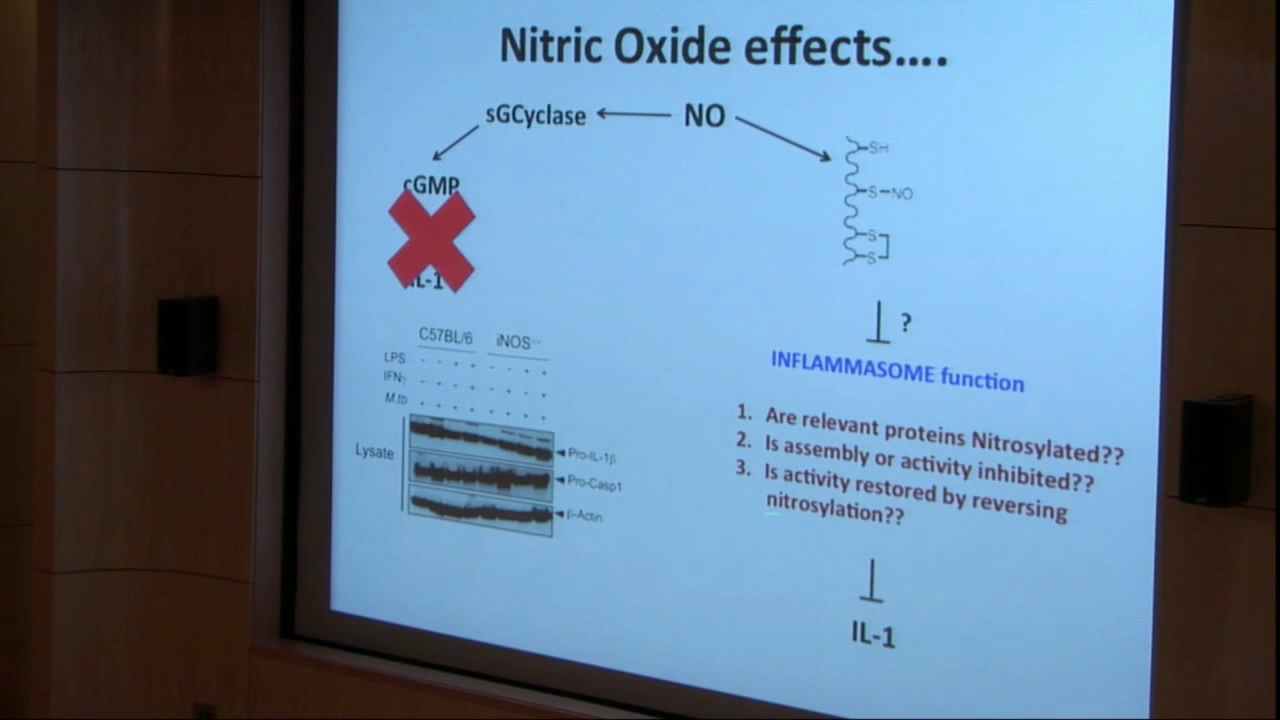 Nitric Oxide effects....
sGCyclase
NO
cGMP
IL-1
SH
S-NO
S
S
?
INFLAMMASOME function
1. Are relevant proteins Nitrosylated??
2. Is assembly or activity inhibited??
3. Is activity restored by reversing
nitrosylation??
IL-1
C57BL/6 iNOS-/-
LPS - - + + - - + +
IFNγ - + - + - + - +
M.tb + + + + + + + +
Lysate
Pro-IL-1β
Pro-Casp1
β-Actin